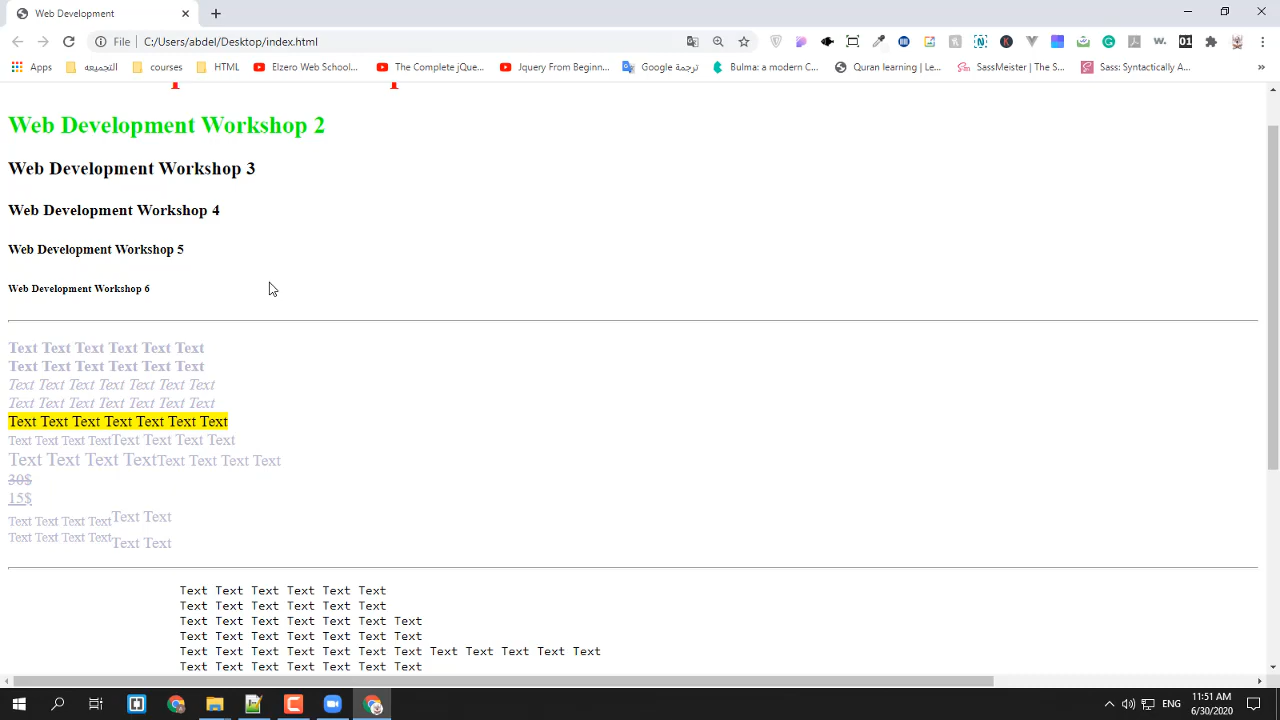 Web Development
File C:/Users/abdel/Desktop/index.html
Apps التجميعه courses HTML Elzero Web School... The Complete jQue... Jquery From Beginn... ترجمة Google Bulma: a modern C... Quran learning | Le... SassMeister | The S... Sass: Syntactically A... »
Web Development Workshop 2
Web Development Workshop 3
Web Development Workshop 4
Web Development Workshop 5
Web Development Workshop 6
Text Text Text Text Text Text
Text Text Text Text Text Text
Text Text Text Text Text Text Text
Text Text Text Text Text Text Text
Text Text Text Text Text Text Text
Text Text Text TextText Text Text Text
Text Text Text TextText Text Text Text
30$
15$
Text Text Text TextText Text
Text Text Text TextText Text
Text Text Text Text Text Text
Text Text Text Text Text Text
Text Text Text Text Text Text Text
Text Text Text Text Text Text Text
Text Text Text Text Text Text Text Text Text Text Text Text
Text Text Text Text Text Text Text
ENG
11:51 AM
6/30/2020